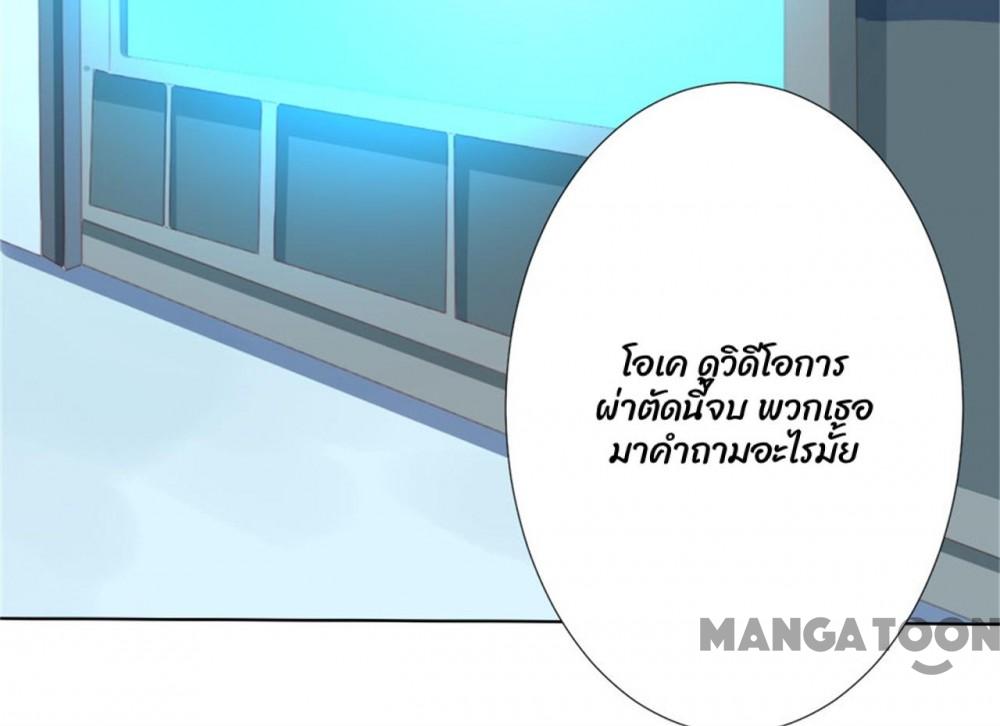 โอเค ดูวิดีโอการ
ผ่าตัดนี้จบ พวกเธอ
มาคำถามอะไรมั้ย
MANGATOON